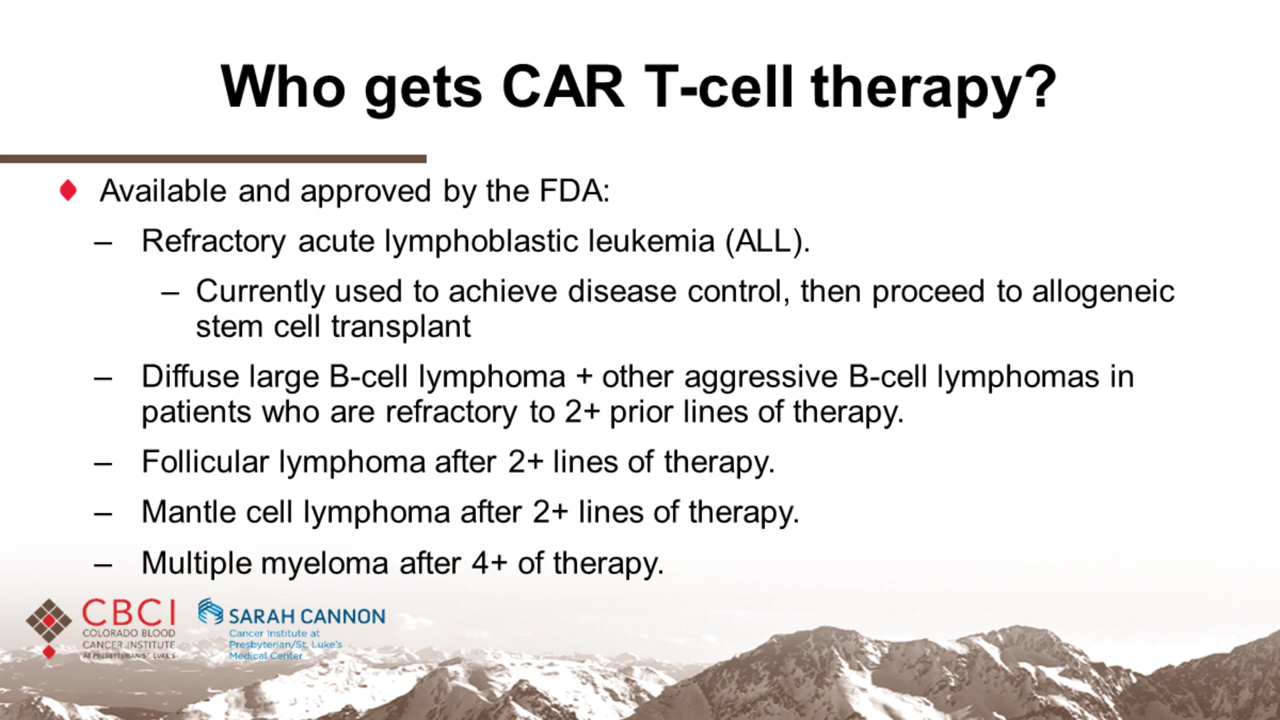 Who gets CAR T-cell therapy?
Available and approved by the FDA:
– Refractory acute lymphoblastic leukemia (ALL).
– Currently used to achieve disease control, then proceed to allogeneic
stem cell transplant
– Diffuse large B-cell lymphoma + other aggressive B-cell lymphomas in
patients who are refractory to 2+ prior lines of therapy.
– Follicular lymphoma after 2+ lines of therapy.
– Mantle cell lymphoma after 2+ lines of therapy.
– Multiple myeloma after 4+ of therapy.
CBCI
COLORADO BLOOD
CANCER INSTITUTE
AT PRESBYTERIAN/ST. LUKE'S
SARAH CANNON
Cancer Institute at
Presbyterian/St. Luke's
Medical Center